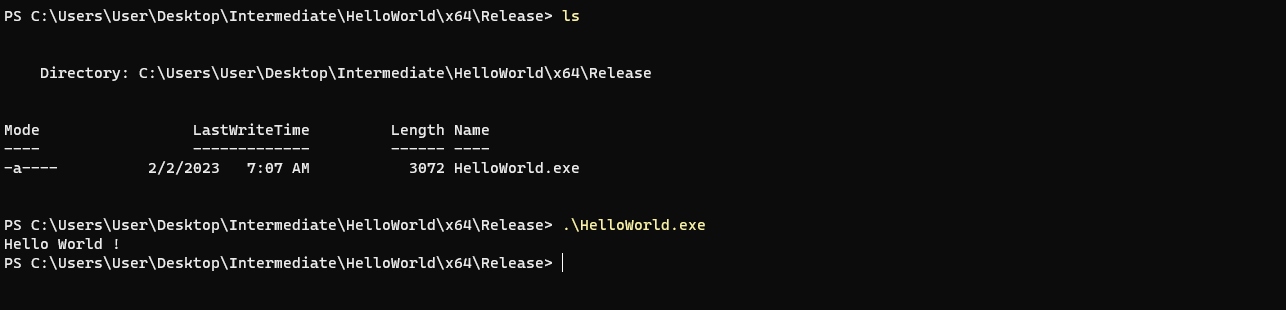 PS C:\Users\User\Desktop\Intermediate\HelloWorld\x64\Release> ls
Directory: C:\Users\User\Desktop\Intermediate\HelloWorld\x64\Release
Mode                 LastWriteTime         Length Name
----                 -------------         ------ ----
-a----          2/2/2023   7:07 AM           3072 HelloWorld.exe
PS C:\Users\User\Desktop\Intermediate\HelloWorld\x64\Release> .\HelloWorld.exe
Hello World !
PS C:\Users\User\Desktop\Intermediate\HelloWorld\x64\Release>